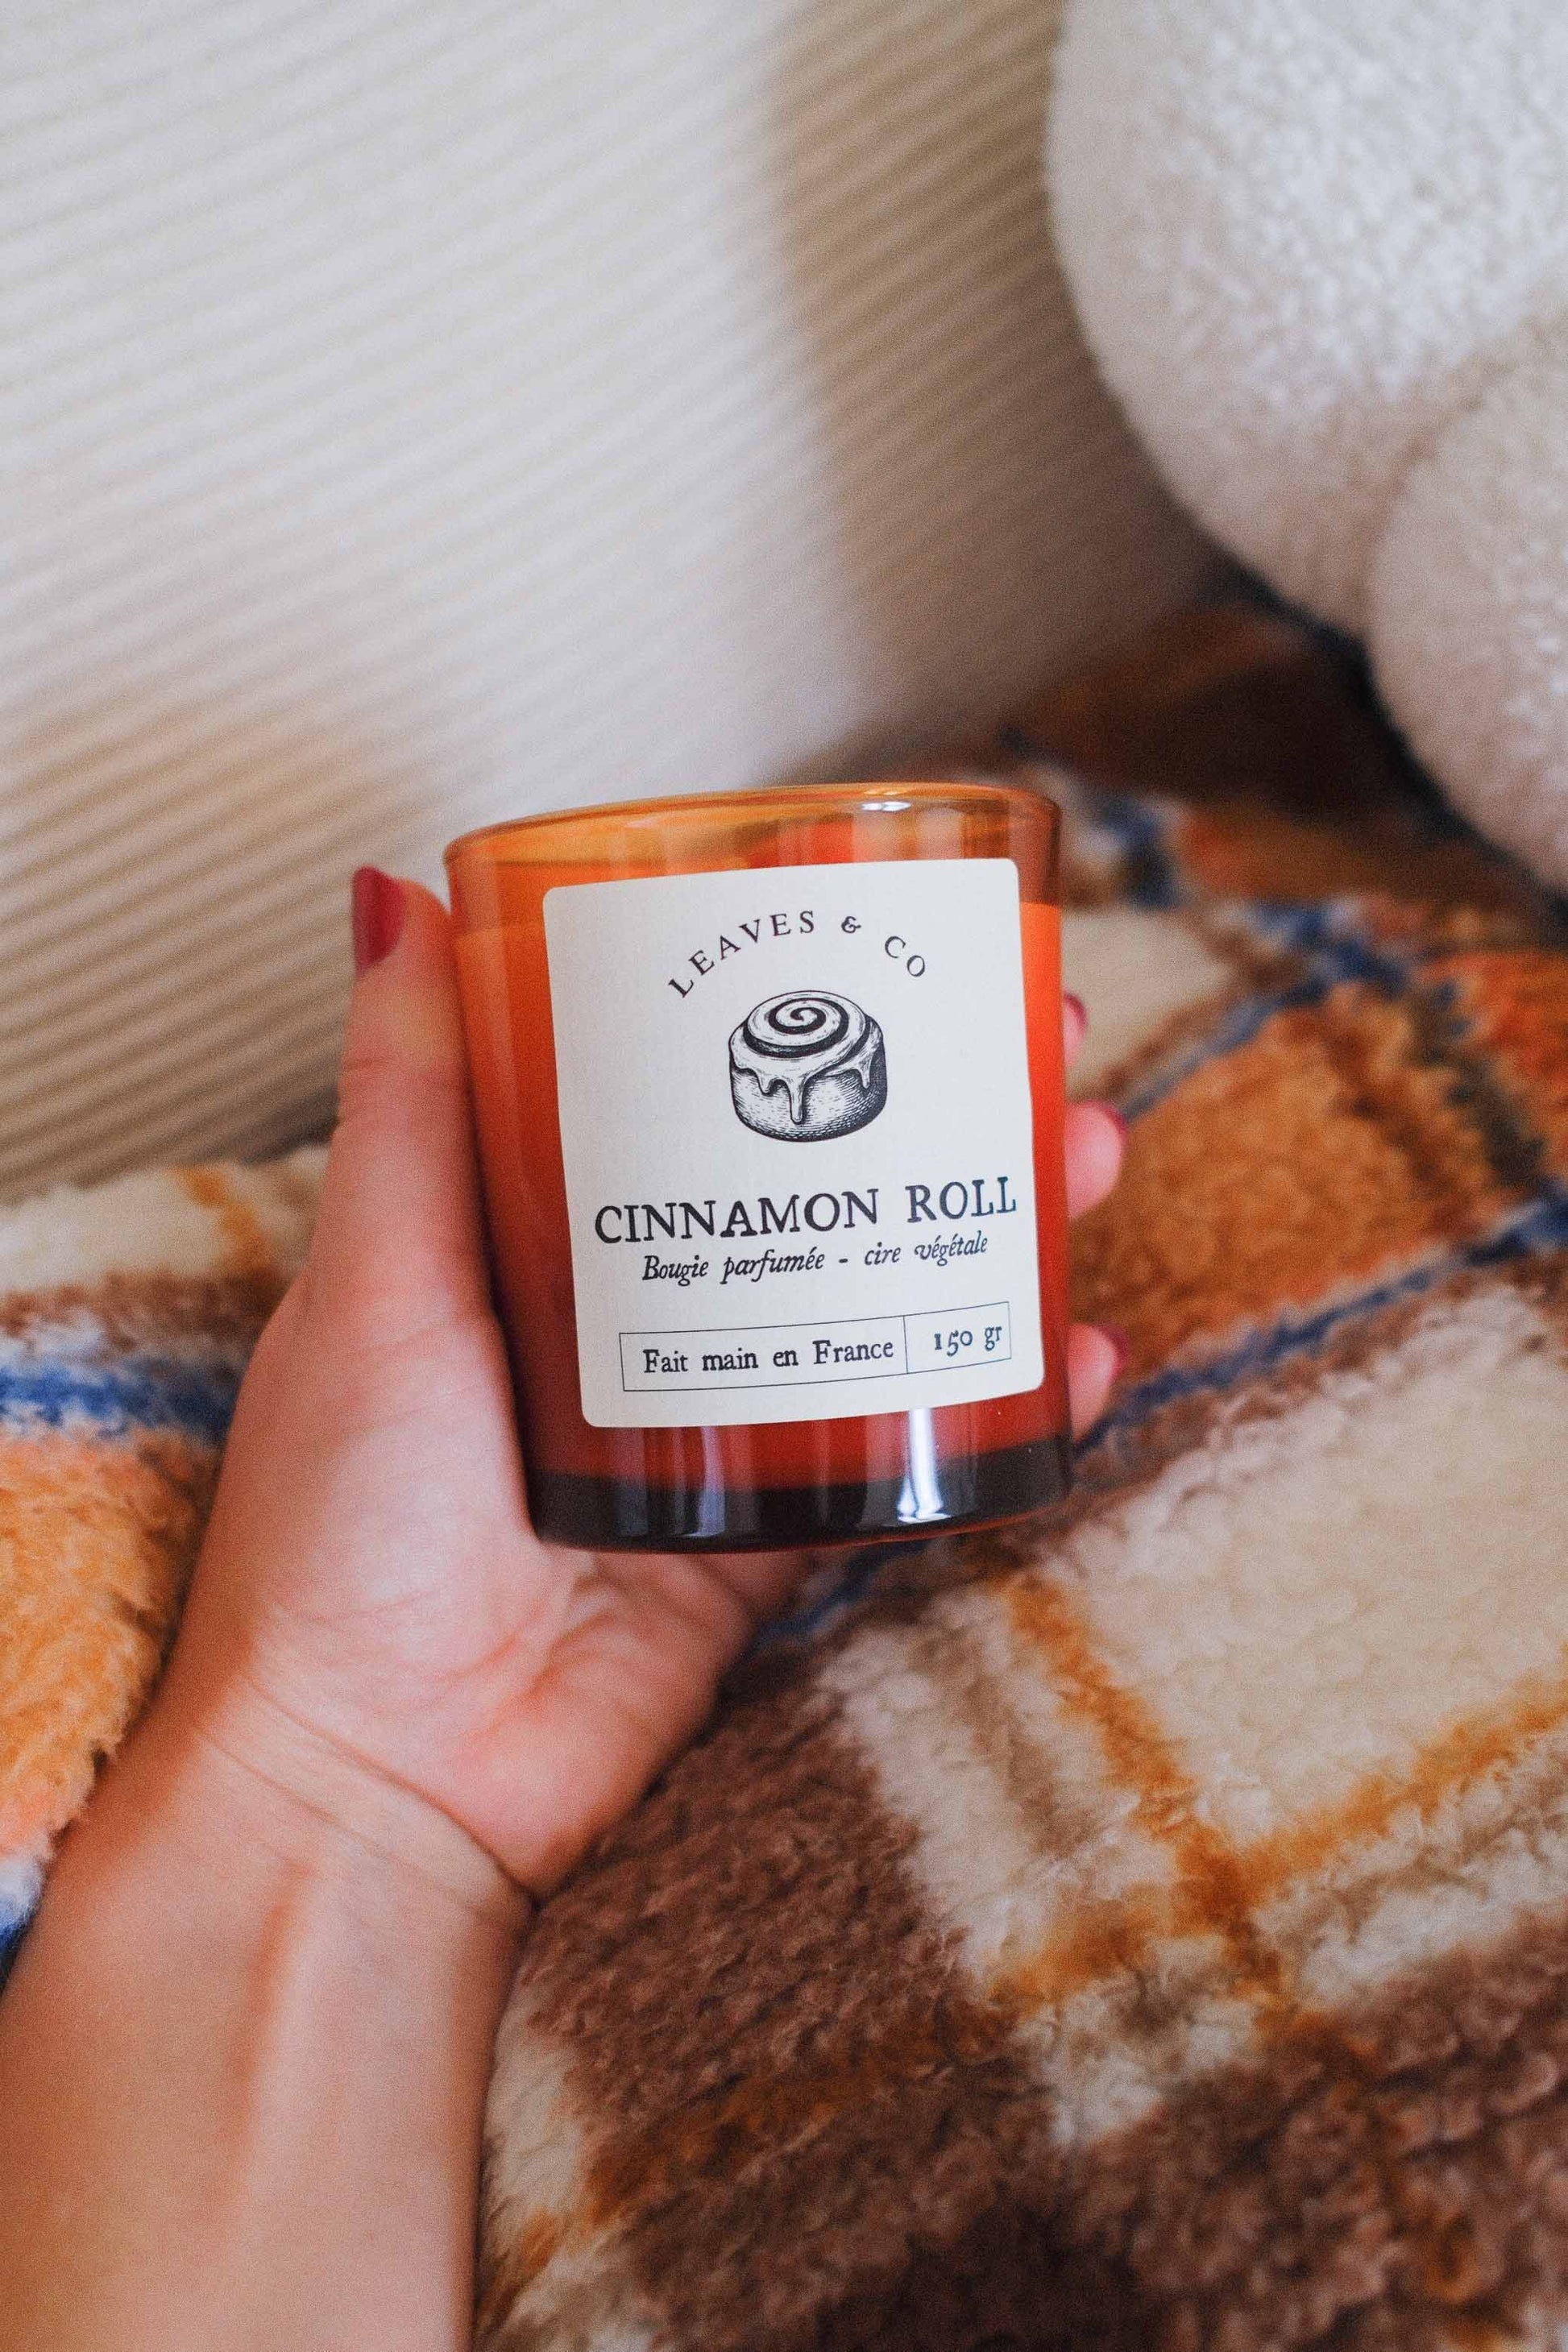 LEAVES & CO
CINNAMON ROLL
Bougie parfumée - cire végétale
Fait main en France
150 gr